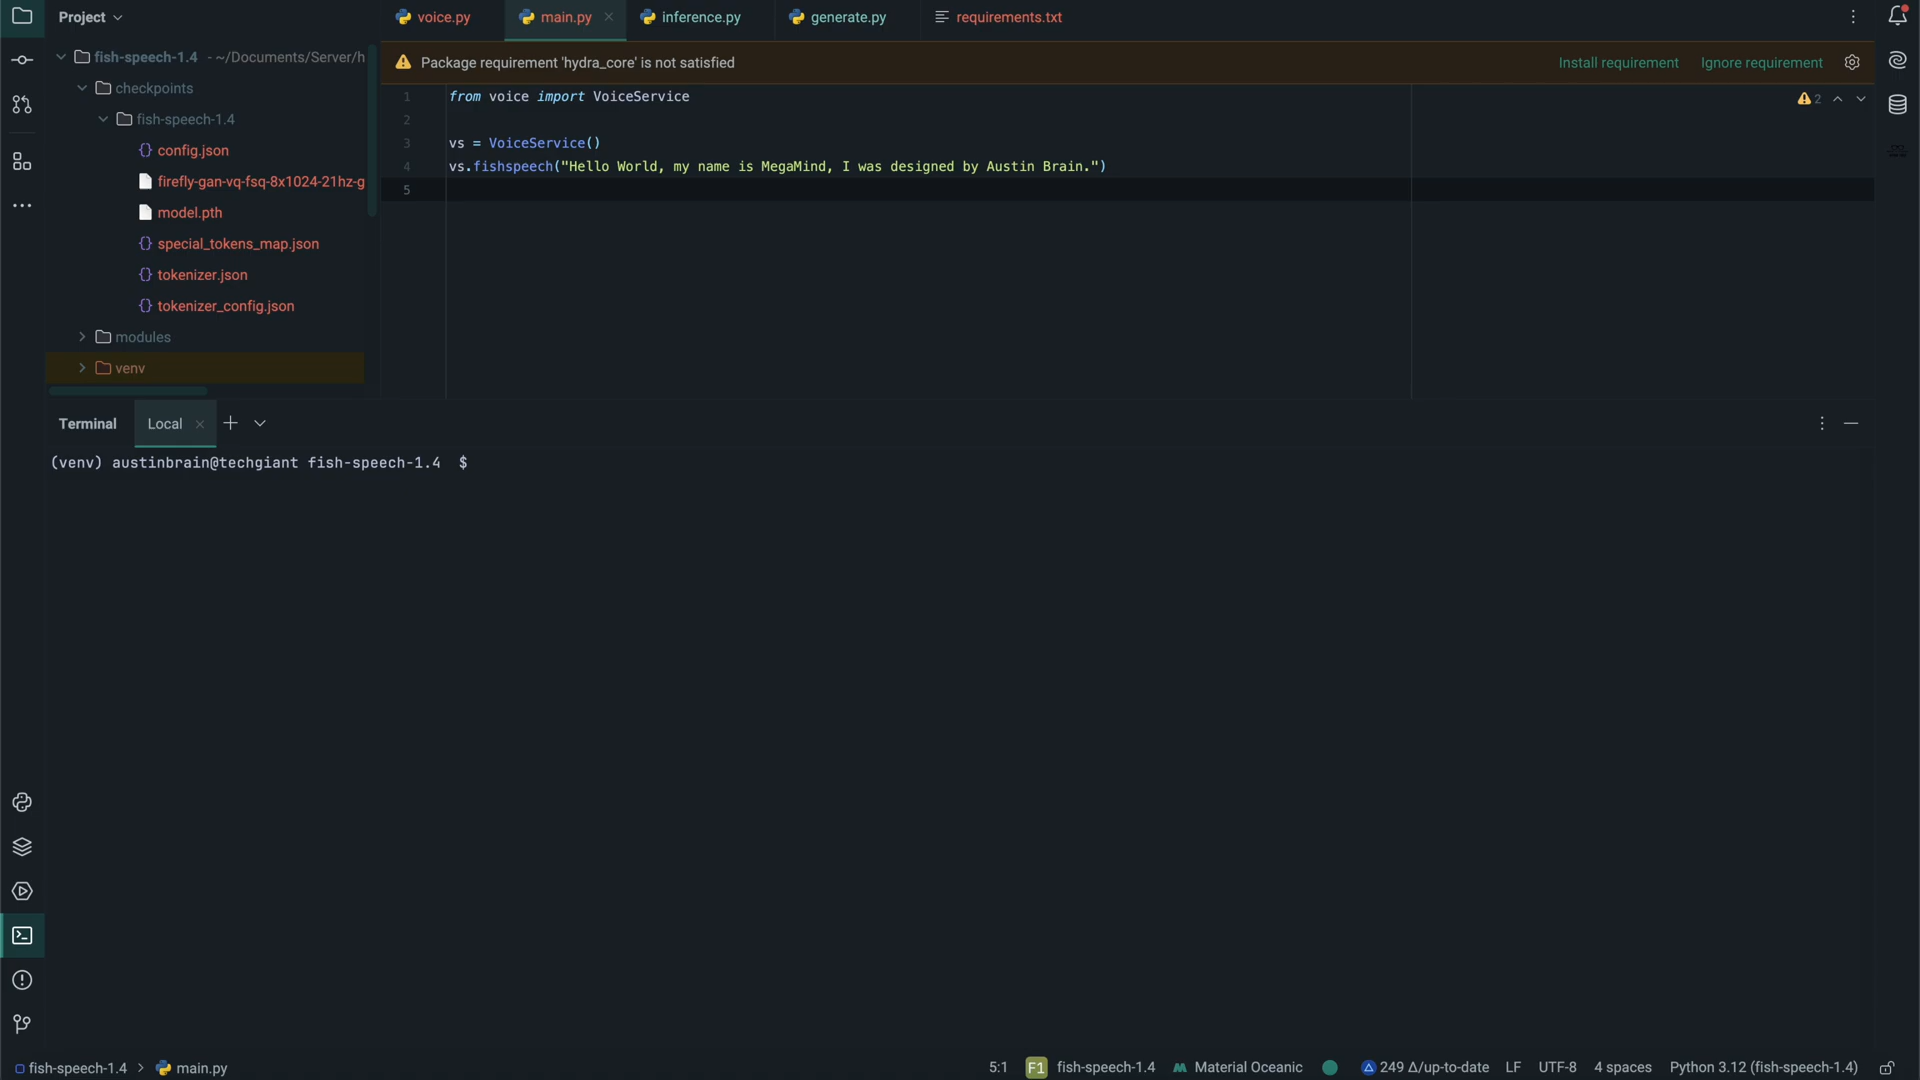 Project
voice.py
main.py
inference.py
generate.py
requirements.txt
fish-speech-1.4 - ~/Documents/Server/h
checkpoints
fish-speech-1.4
config.json
firefly-gan-vq-fsq-8x1024-21hz-g
model.pth
special_tokens_map.json
tokenizer.json
tokenizer_config.json
modules
venv
Package requirement 'hydra_core' is not satisfied
Install requirement
Ignore requirement
1 from voice import VoiceService
2
3 vs = VoiceService()
4 vs.fishspeech("Hello World, my name is MegaMind, I was designed by Austin Brain.")
5
2
Terminal
Local
(venv) austinbrain@techgiant fish-speech-1.4 $
fish-speech-1.4 > main.py
5:1
F1 fish-speech-1.4
Material Oceanic
249 Δ/up-to-date
LF
UTF-8
4 spaces
Python 3.12 (fish-speech-1.4)